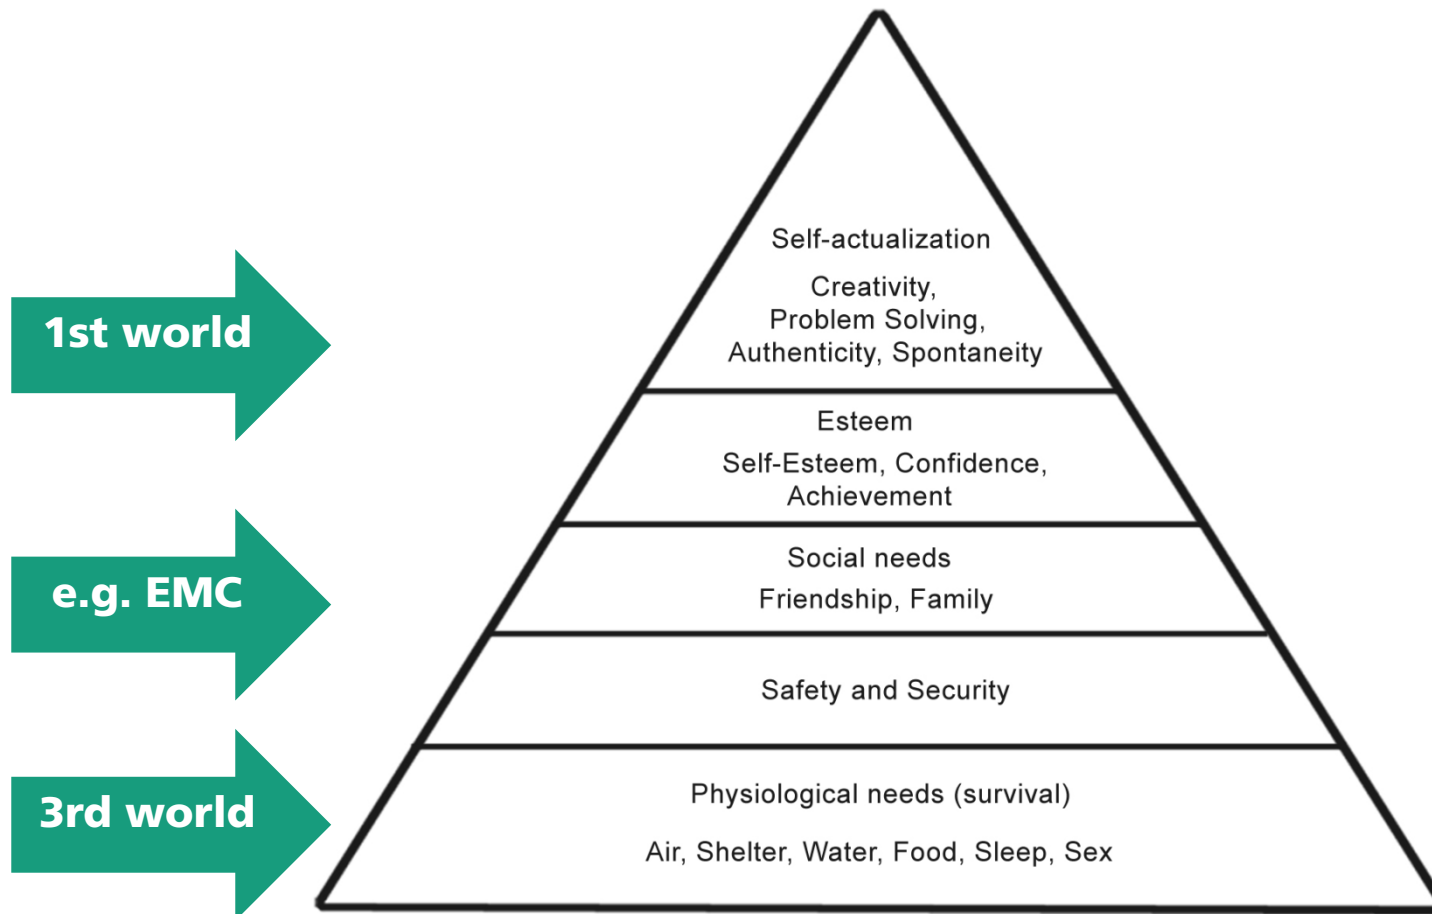 Self-actualization
Creativity,
1st world
Problem Solving,
Authenticity, Spontaneity
Esteem
Self-Esteem, Confidence,
Achievement
Social needs
e.g. EMC
Friendship, Family
Safety and Security
Physiological needs (survival)
3rd world
Air, Shelter, Water, Food, Sleep, Sex